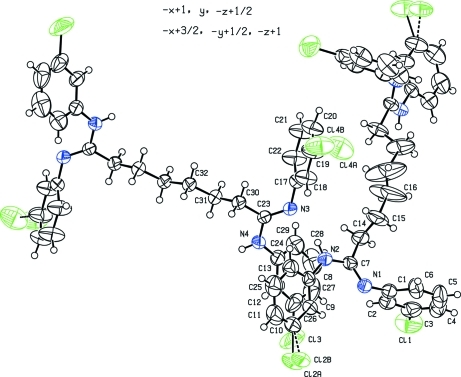 -x+1, y, -z+1/2
-x+3/2, -y+1/2, -z+1
C21
C20
CL4B
C22
C19
CL4A
C32
C17
C18
C16
C31
C30
C23
N3
C15
C14
C29
C28
N4
C24
N2
C13
C8
C7
N1
C25
C27
C1
C6
C12
C9
C2
C5
C11
C26
C3
C4
C10
CL1
CL3
CL2B
CL2A